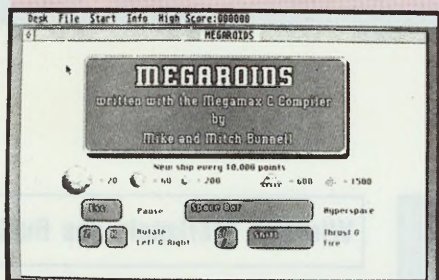 Desk File Start Info High Score:000000
MEGAROIDS
MEGAROIDS
written with the Megamax C Compiler
by
Mike and Mitch Bunnell
New ship every 10,000 points
- 20 - 60 - 200 - 600 - 1500
Esc Pause Space Bar Hyperspace
Z X Rotate Left & Right / Shift Thrust & Fire